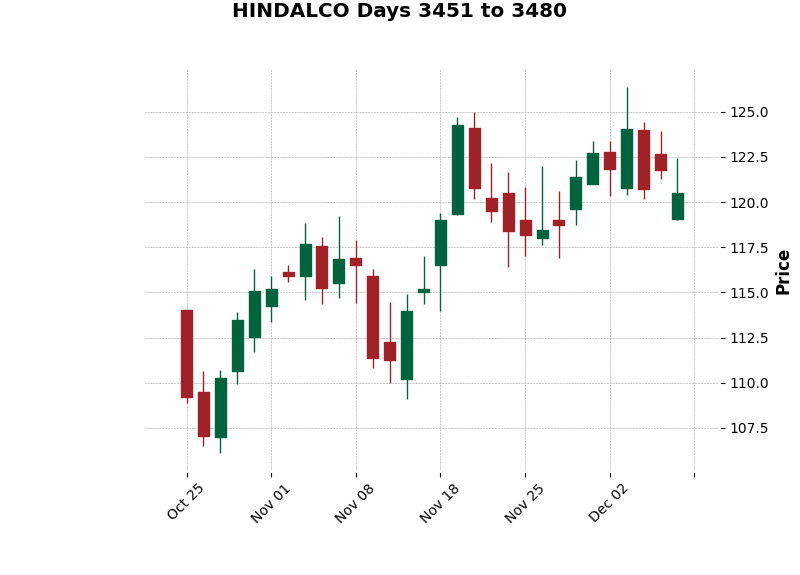 HINDALCO Days 3451 to 3480
125.0
122.5
120.0
117.5
115.0
112.5
110.0
107.5
Price
Oct 25
Nov 01
Nov 08
Nov 18
Nov 25
Dec 02